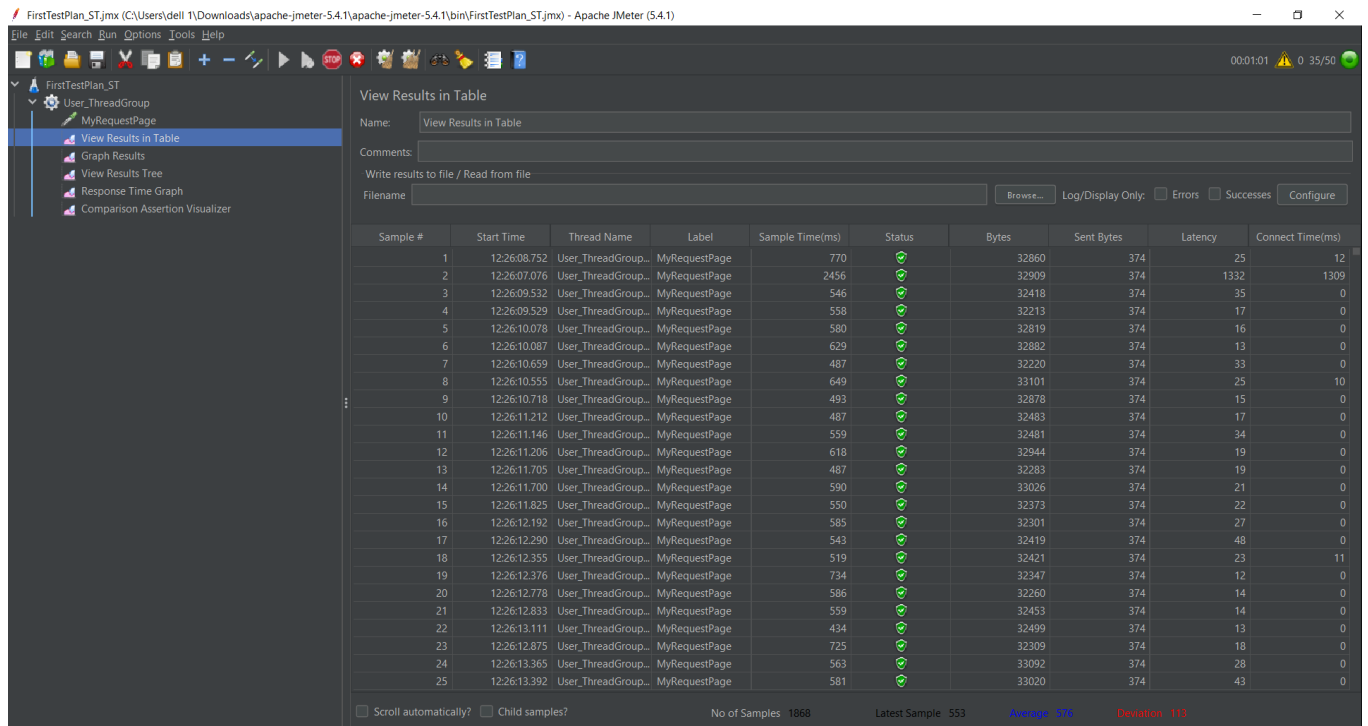 FirstTestPlan_ST.jmx (C:\Users\dell 1\Downloads\apache-jmeter-5.4.1\apache-jmeter-5.4.1\bin\FirstTestPlan_ST.jmx) - Apache JMeter (5.4.1)
File Edit Search Run Options Tools Help
STOP 00:01:01 0 35/50
FirstTestPlan_ST
User_ThreadGroup
MyRequestPage
View Results in Table
Graph Results
View Results Tree
Response Time Graph
Comparison Assertion Visualizer
View Results in Table
Name: View Results in Table
Comments:
Write results to file / Read from file
Filename Browse... Log/Display Only: Errors Successes Configure
Sample # Start Time Thread Name Label Sample Time(ms) Status Bytes Sent Bytes Latency Connect Time(ms)
1 12:26:08.752 User_ThreadGroup... MyRequestPage 770 32860 374 25 12
2 12:26:07.076 User_ThreadGroup... MyRequestPage 2456 32909 374 1332 1309
3 12:26:09.532 User_ThreadGroup... MyRequestPage 546 32418 374 35 0
4 12:26:09.529 User_ThreadGroup... MyRequestPage 558 32213 374 17 0
5 12:26:10.078 User_ThreadGroup... MyRequestPage 580 32819 374 16 0
6 12:26:10.087 User_ThreadGroup... MyRequestPage 629 32882 374 13 0
7 12:26:10.659 User_ThreadGroup... MyRequestPage 487 32220 374 33 0
8 12:26:10.555 User_ThreadGroup... MyRequestPage 649 33101 374 25 10
9 12:26:10.718 User_ThreadGroup... MyRequestPage 493 32878 374 15 0
10 12:26:11.212 User_ThreadGroup... MyRequestPage 487 32483 374 17 0
11 12:26:11.146 User_ThreadGroup... MyRequestPage 559 32481 374 34 0
12 12:26:11.206 User_ThreadGroup... MyRequestPage 618 32944 374 19 0
13 12:26:11.705 User_ThreadGroup... MyRequestPage 487 32283 374 19 0
14 12:26:11.700 User_ThreadGroup... MyRequestPage 590 33026 374 21 0
15 12:26:11.825 User_ThreadGroup... MyRequestPage 550 32373 374 22 0
16 12:26:12.192 User_ThreadGroup... MyRequestPage 585 32301 374 27 0
17 12:26:12.290 User_ThreadGroup... MyRequestPage 543 32419 374 48 0
18 12:26:12.355 User_ThreadGroup... MyRequestPage 519 32421 374 23 11
19 12:26:12.376 User_ThreadGroup... MyRequestPage 734 32347 374 12 0
20 12:26:12.778 User_ThreadGroup... MyRequestPage 586 32260 374 14 0
21 12:26:12.833 User_ThreadGroup... MyRequestPage 559 32453 374 14 0
22 12:26:13.111 User_ThreadGroup... MyRequestPage 434 32499 374 13 0
23 12:26:12.875 User_ThreadGroup... MyRequestPage 725 32309 374 18 0
24 12:26:13.365 User_ThreadGroup... MyRequestPage 563 33092 374 28 0
25 12:26:13.392 User_ThreadGroup... MyRequestPage 581 33020 374 43 0
Scroll automatically? Child samples? No of Samples 1868 Latest Sample 553 Average 576 Deviation 113